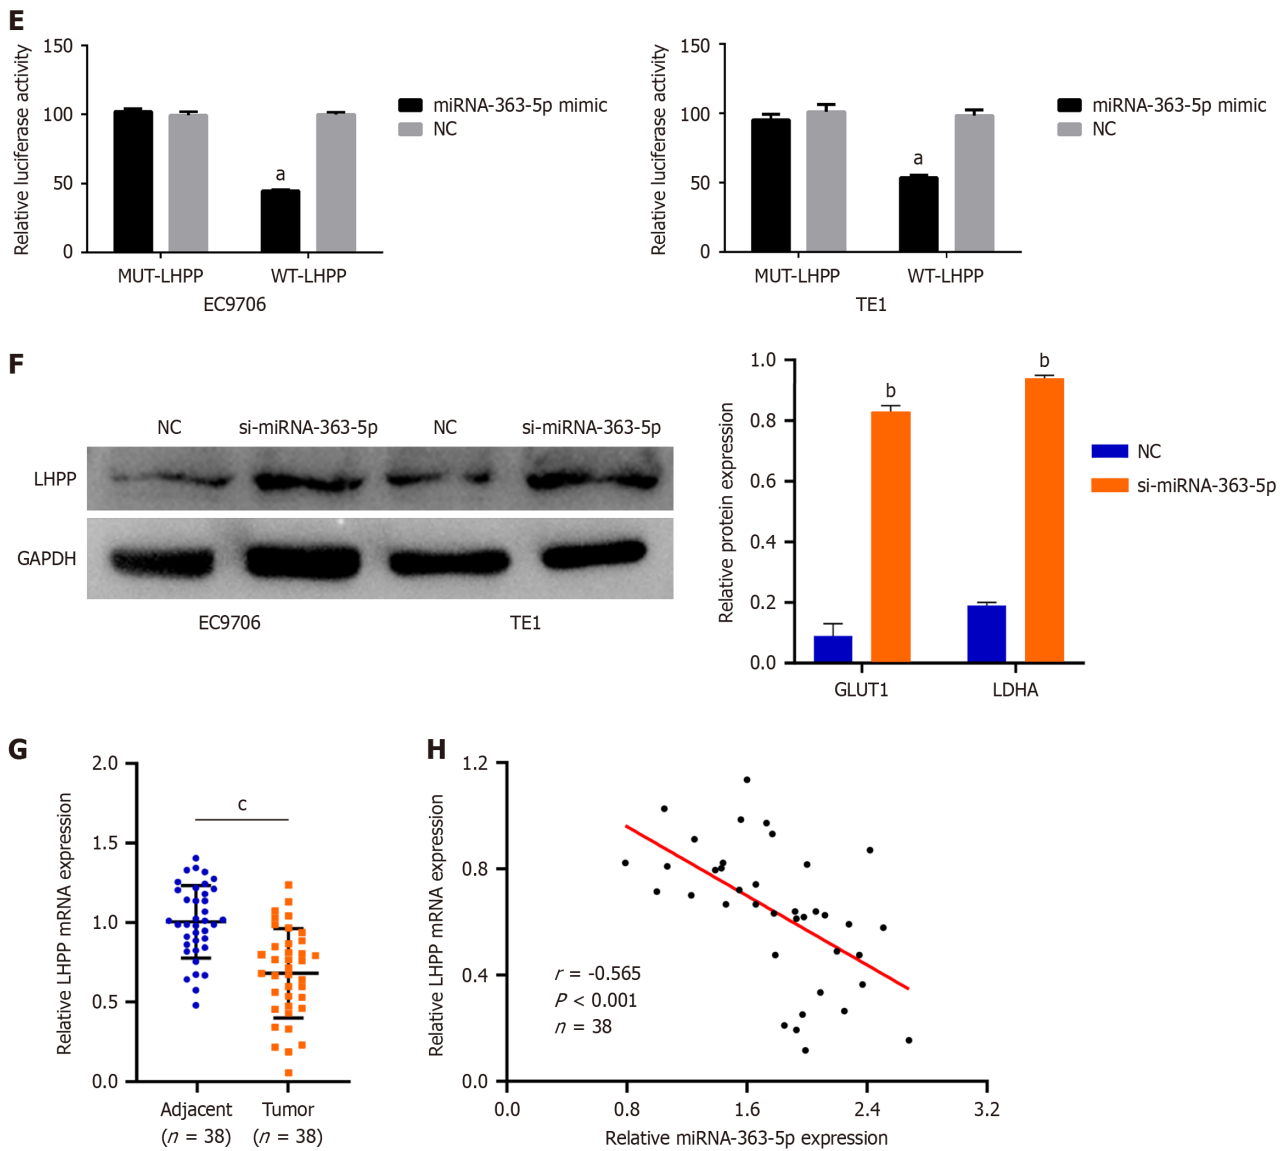 E
Relative luciferase activity
150
100
50
0
a
MUT-LHPP
WT-LHPP
EC9706
miRNA-363-5p mimic
NC
Relative luciferase activity
150
100
50
0
a
MUT-LHPP
WT-LHPP
TE1
miRNA-363-5p mimic
NC
F
NC
si-miRNA-363-5p
NC
si-miRNA-363-5p
LHPP
GAPDH
EC9706
TE1
Relative protein expression
1.0
0.8
0.6
0.4
0.2
0.0
b
b
GLUT1
LDHA
NC
si-miRNA-363-5p
G
Relative LHPP mRNA expression
2.0
1.5
1.0
0.5
0.0
c
Adjacent
(n = 38)
Tumor
(n = 38)
H
Relative LHPP mRNA expression
1.2
0.8
0.4
0.0
r = -0.565
P < 0.001
n = 38
0.0
0.8
1.6
2.4
3.2
Relative miRNA-363-5p expression